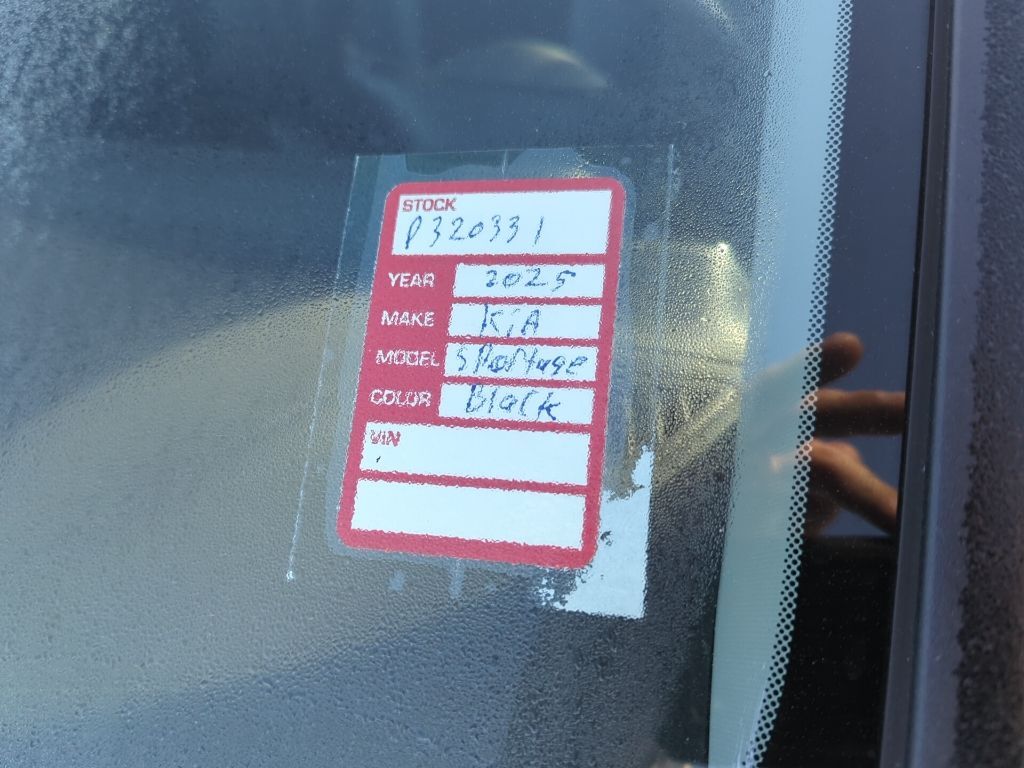 STOCK
P320331
YEAR 2025
MAKE KIA
MODEL Sportage
COLOR Black
VIN